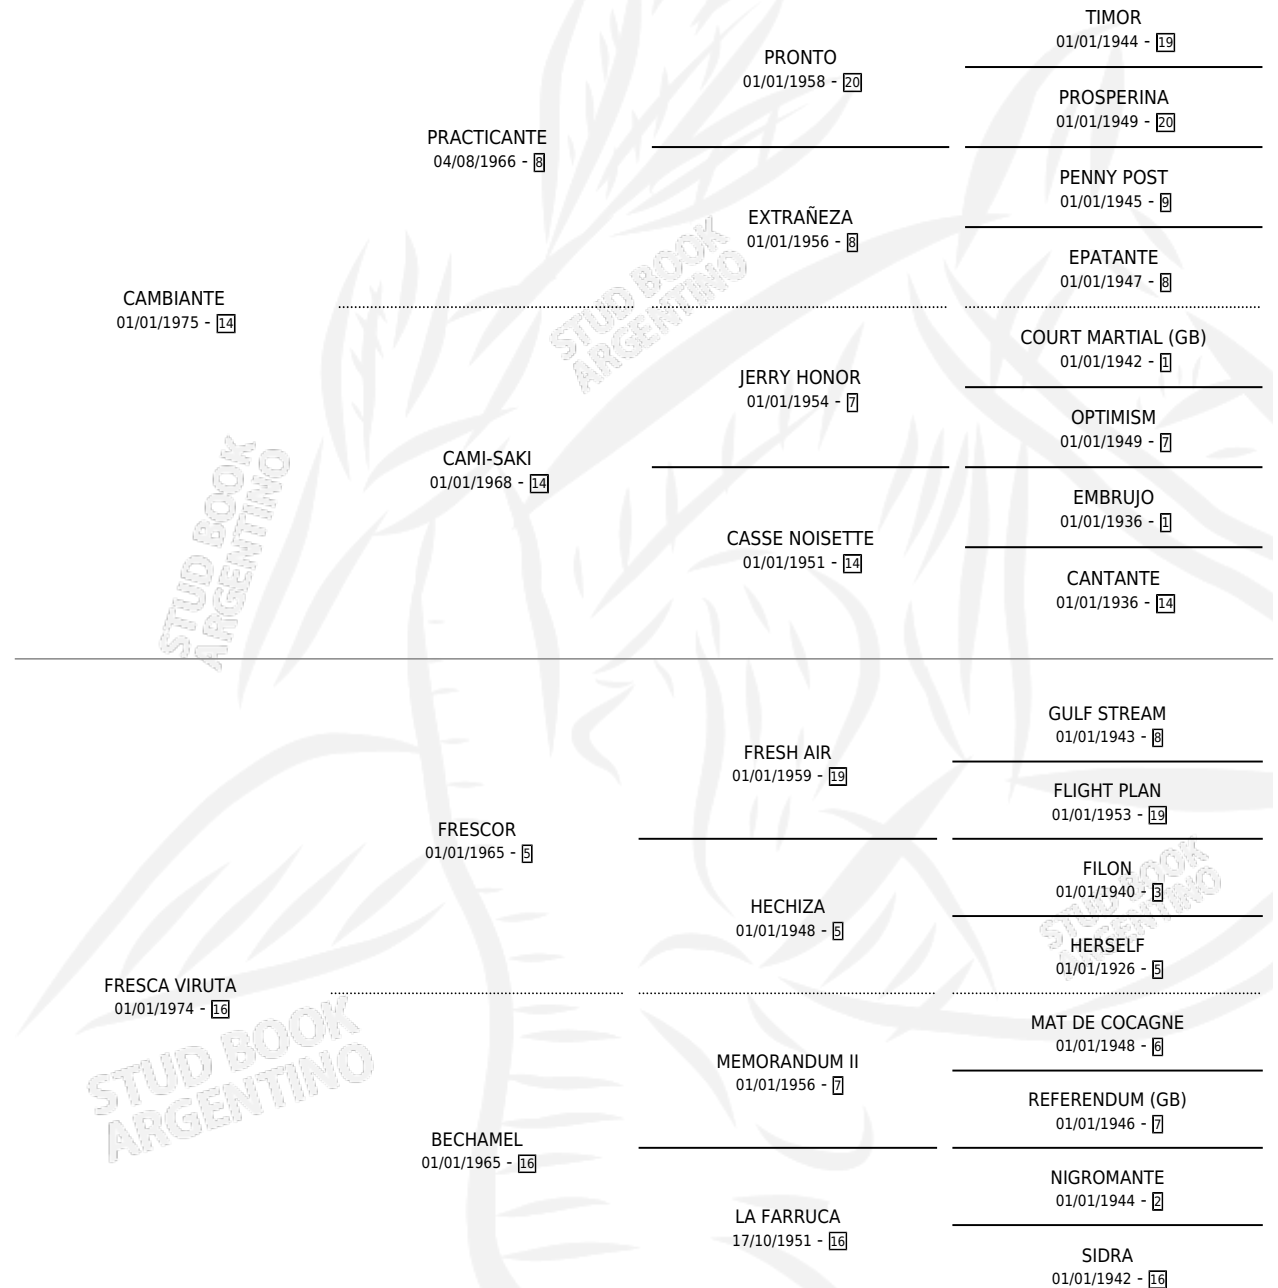 TIMOR
01/01/1944 - 19
PRONTO
01/01/1958 - 20
PROSPERINA
01/01/1949 - 20
PRACTICANTE
04/08/1966 - 8
PENNY POST
01/01/1945 - 9
EXTRAÑEZA
01/01/1956 - 8
EPATANTE
01/01/1947 - 8
CAMBIANTE
01/01/1975 - 14
COURT MARTIAL (GB)
01/01/1942 - 1
JERRY HONOR
01/01/1954 - 7
OPTIMISM
01/01/1949 - 7
CAMI-SAKI
01/01/1968 - 14
EMBRUJO
01/01/1936 - 1
CASSE NOISETTE
01/01/1951 - 14
CANTANTE
01/01/1936 - 14
GULF STREAM
01/01/1943 - 8
FRESH AIR
01/01/1959 - 19
FLIGHT PLAN
01/01/1953 - 19
FRESCOR
01/01/1965 - 5
FILON
01/01/1940 - 3
HECHIZA
01/01/1948 - 5
HERSELF
01/01/1926 - 5
FRESCA VIRUTA
01/01/1974 - 16
MAT DE COCAGNE
01/01/1948 - 6
MEMORANDUM II
01/01/1956 - 7
REFERENDUM (GB)
01/01/1946 - 7
BECHAMEL
01/01/1965 - 16
NIGROMANTE
01/01/1944 - 2
LA FARRUCA
17/10/1951 - 16
SIDRA
01/01/1942 - 16
STUD BOOK
ARGENTINO
STUD BOOK
ARGENTINO
STUD BOOK
ARGENTINO
STUD BOOK
ARGENTINO